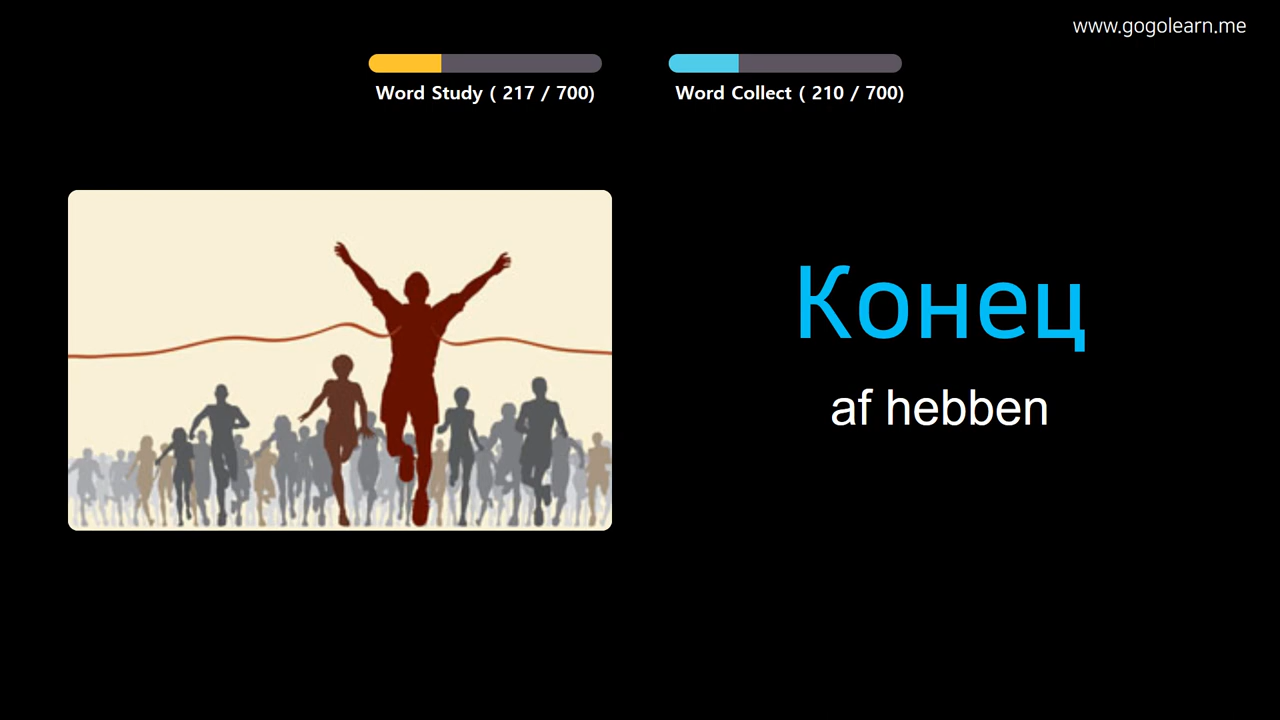 www.gogolearn.me
Word Study ( 217 / 700)
Word Collect ( 210 / 700)
Конец
af hebben